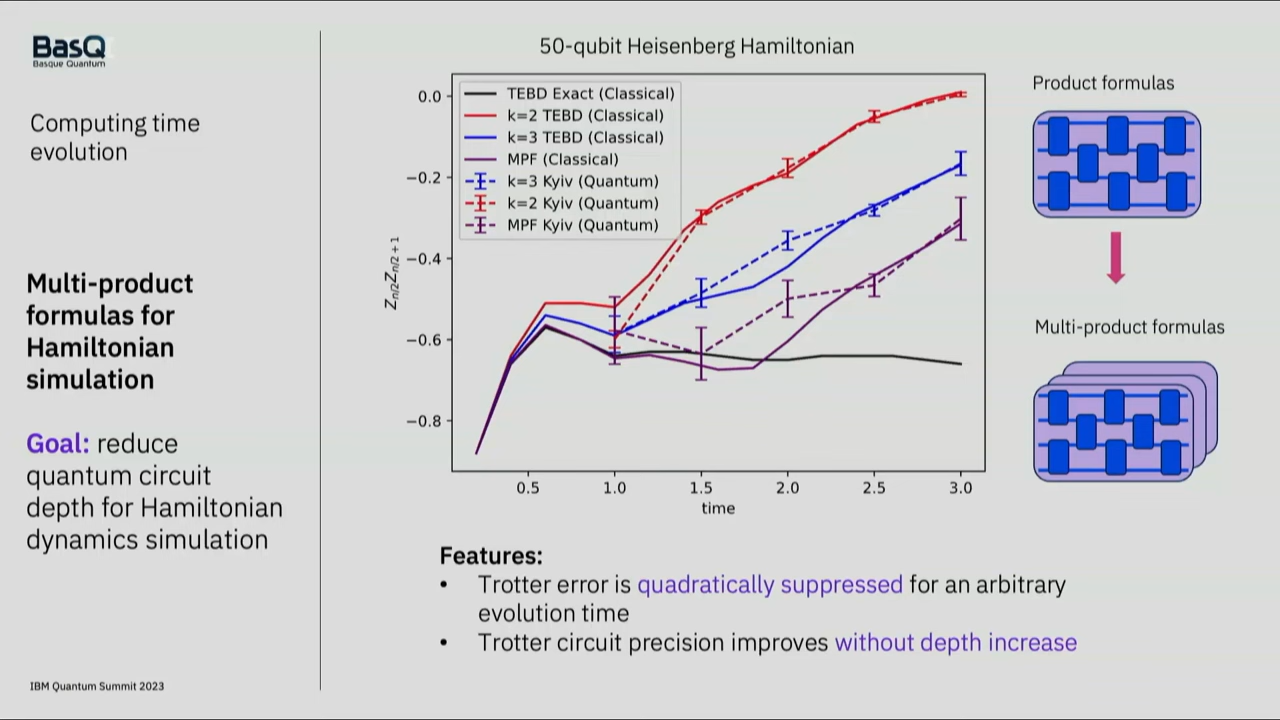 BasQ
Basque Quantum
Computing time
evolution
Multi-product
formulas for
Hamiltonian
simulation
Goal: reduce
quantum circuit
depth for Hamiltonian
dynamics simulation
IBM Quantum Summit 2023
50-qubit Heisenberg Hamiltonian
TEBD Exact (Classical)
k=2 TEBD (Classical)
k=3 TEBD (Classical)
MPF (Classical)
k=3 Kyiv (Quantum)
k=2 Kyiv (Quantum)
MPF Kyiv (Quantum)
0.0
−0.2
−0.4
−0.6
−0.8
Zn/2Zn/2+1
0.5 1.0 1.5 2.0 2.5 3.0
time
Product formulas
Multi-product formulas
Features:
• Trotter error is quadratically suppressed for an arbitrary
evolution time
• Trotter circuit precision improves without depth increase